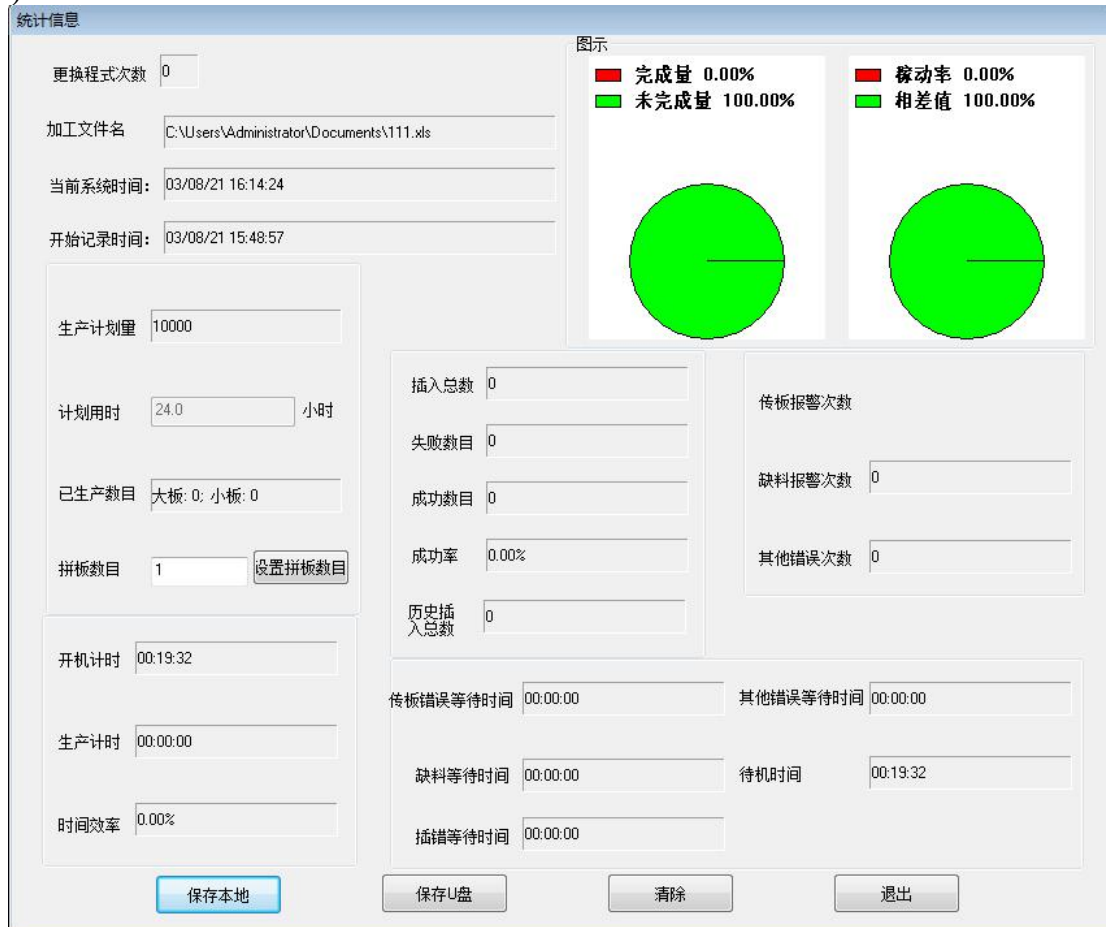 统计信息
更换程式次数 0
加工文件名 C:\Users\Administrator\Documents\111.xls
当前系统时间： 03/08/21 16:14:24
开始记录时间： 03/08/21 15:48:57
图示
完成量 0.00%
未完成量 100.00%
稼动率 0.00%
相差值 100.00%
生产计划量 10000
计划用时 24.0 小时
已生产数目 大板: 0; 小板: 0
拼板数目 1 设置拼板数目
插入总数 0
失败数目 0
成功数目 0
成功率 0.00%
历史插
入总数 0
传板报警次数
缺料报警次数 0
其他错误次数 0
开机计时 00:19:32
生产计时 00:00:00
时间效率 0.00%
传板错误等待时间 00:00:00
其他错误等待时间 00:00:00
缺料等待时间 00:00:00
待机时间 00:19:32
插错等待时间 00:00:00
保存本地 保存U盘 清除 退出